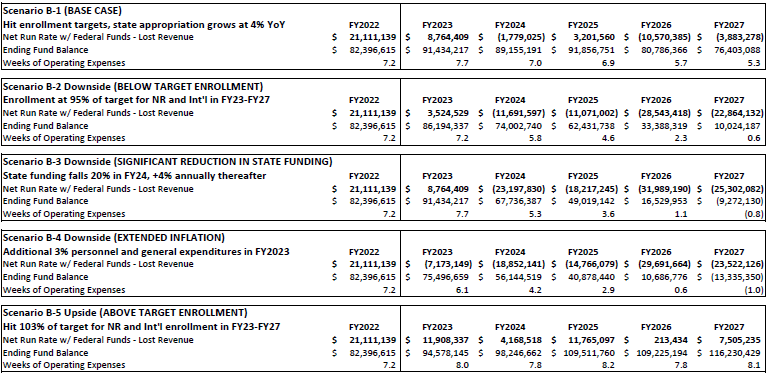 Scenario B-1 (BASE CASE)
Hit enrollment targets, state appropriation grows at 4% YoY FY2022 FY2023 FY2024 FY2025 FY2026 FY2027
Net Run Rate w/ Federal Funds - Lost Revenue $ 21,111,139 $ 8,764,409 $ (1,779,025) $ 3,201,560 $ (10,570,385) $ (3,883,278)
Ending Fund Balance $ 82,396,615 $ 91,434,217 $ 89,155,191 $ 91,856,751 $ 80,786,366 $ 76,403,088
Weeks of Operating Expenses 7.2 7.7 7.0 6.9 5.7 5.3
Scenario B-2 Downside (BELOW TARGET ENROLLMENT)
Enrollment at 95% of target for NR and Int'l in FY23-FY27 FY2022 FY2023 FY2024 FY2025 FY2026 FY2027
Net Run Rate w/ Federal Funds - Lost Revenue $ 21,111,139 $ 3,524,529 $ (11,691,597) $ (11,071,002) $ (28,543,418) $ (22,864,132)
Ending Fund Balance $ 82,396,615 $ 86,194,337 $ 74,002,740 $ 62,431,738 $ 33,388,319 $ 10,024,187
Weeks of Operating Expenses 7.2 7.2 5.8 4.6 2.3 0.6
Scenario B-3 Downside (SIGNIFICANT REDUCTION IN STATE FUNDING)
State funding falls 20% in FY24, +4% annually thereafter FY2022 FY2023 FY2024 FY2025 FY2026 FY2027
Net Run Rate w/ Federal Funds - Lost Revenue $ 21,111,139 $ 8,764,409 $ (23,197,830) $ (18,217,245) $ (31,989,190) $ (25,302,082)
Ending Fund Balance $ 82,396,615 $ 91,434,217 $ 67,736,387 $ 49,019,142 $ 16,529,953 $ (9,272,130)
Weeks of Operating Expenses 7.2 7.7 5.3 3.6 1.1 (0.8)
Scenario B-4 Downside (EXTENDED INFLATION)
Additional 3% personnel and general expenditures in FY2023 FY2022 FY2023 FY2024 FY2025 FY2026 FY2027
Net Run Rate w/ Federal Funds - Lost Revenue $ 21,111,139 $ (7,173,149) $ (18,852,141) $ (14,766,079) $ (29,691,664) $ (23,522,126)
Ending Fund Balance $ 82,396,615 $ 75,496,659 $ 56,144,519 $ 40,878,440 $ 10,686,776 $ (13,335,350)
Weeks of Operating Expenses 7.2 6.1 4.2 2.9 0.6 (1.0)
Scenario B-5 Upside (ABOVE TARGET ENROLLMENT)
Hit 103% of target for NR and Int'l enrollment in FY23-FY27 FY2022 FY2023 FY2024 FY2025 FY2026 FY2027
Net Run Rate w/ Federal Funds - Lost Revenue $ 21,111,139 $ 11,908,337 $ 4,168,518 $ 11,765,097 $ 213,434 $ 7,505,235
Ending Fund Balance $ 82,396,615 $ 94,578,145 $ 98,246,662 $ 109,511,760 $ 109,225,194 $ 116,230,429
Weeks of Operating Expenses 7.2 8.0 7.8 8.2 7.8 8.1